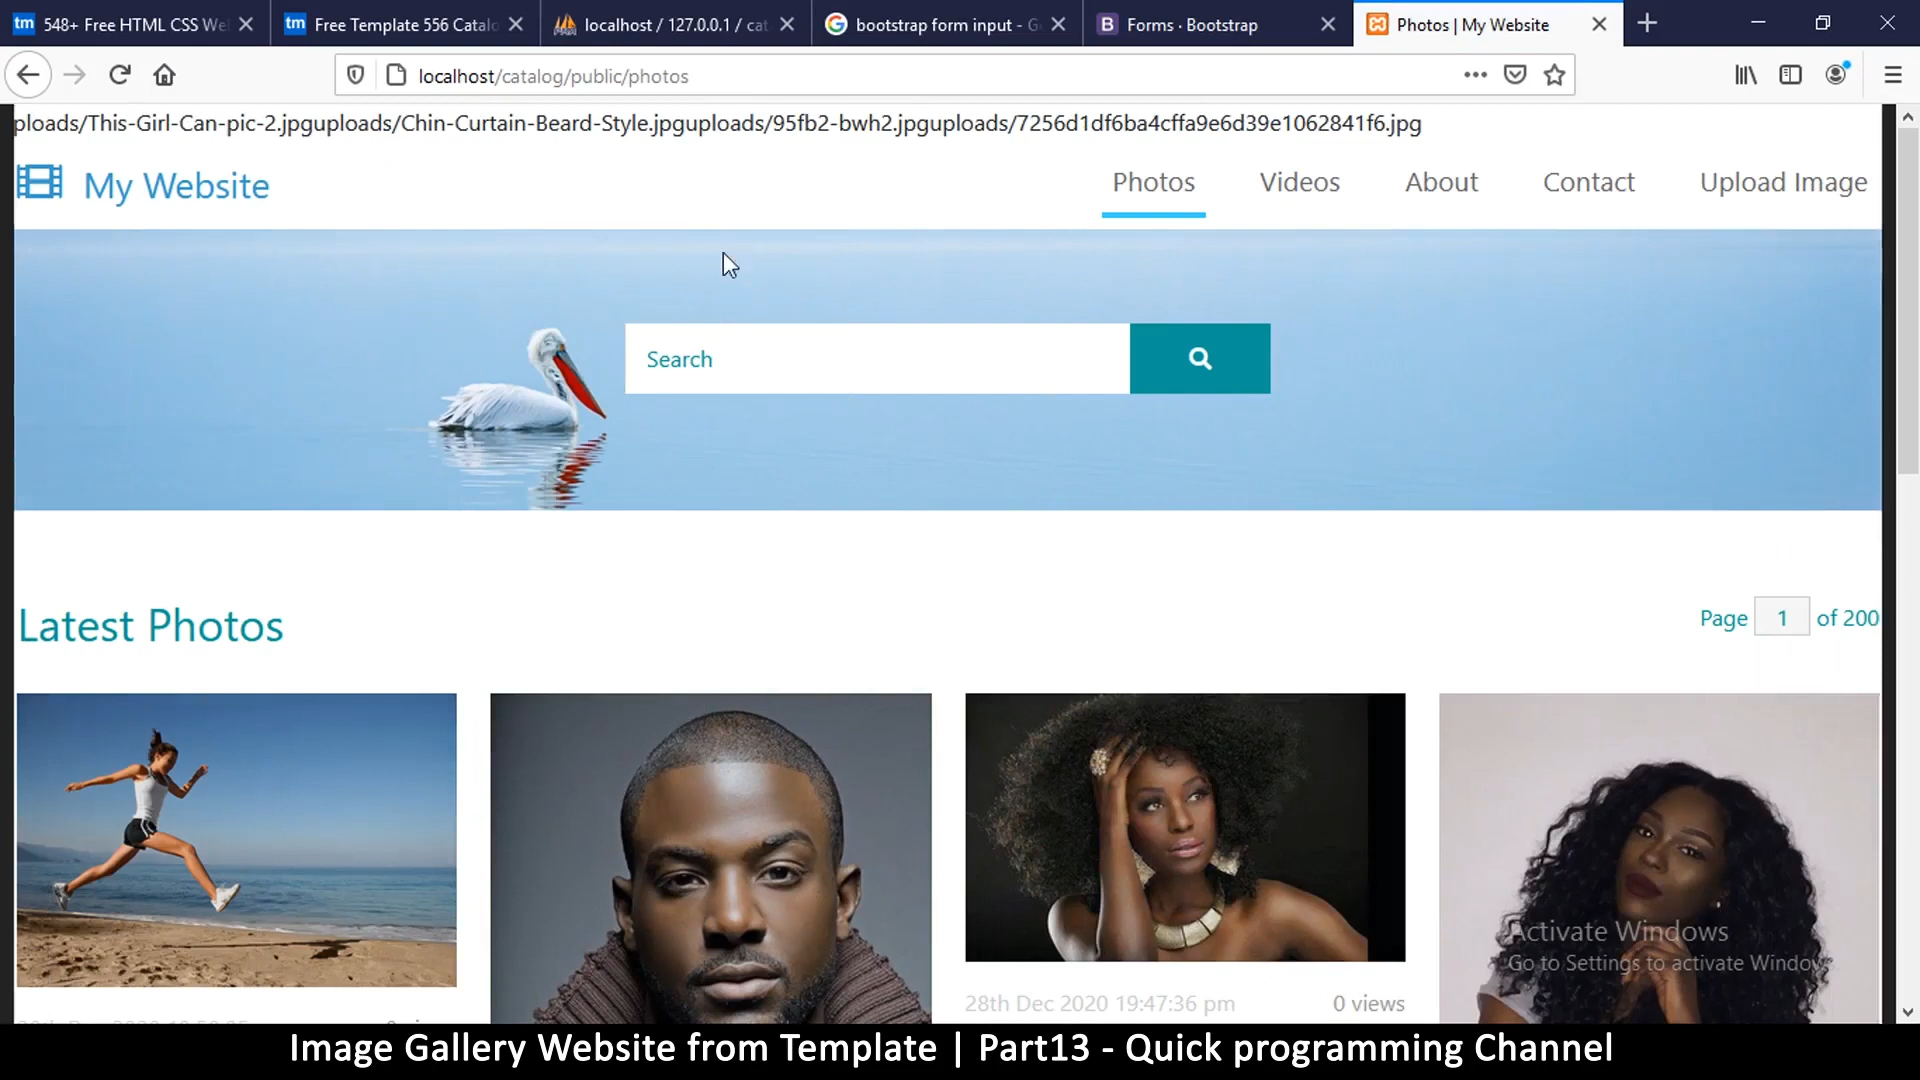 548+ Free HTML CSS We
Free Template 556 Catalo
localhost / 127.0.0.1 / cat
bootstrap form input - G
Forms · Bootstrap
Photos | My Website
localhost/catalog/public/photos
ploads/This-Girl-Can-pic-2.jpguploads/Chin-Curtain-Beard-Style.jpguploads/95fb2-bwh2.jpguploads/7256d1df6ba4cffa9e6d39e1062841f6.jpg
My Website
Photos
Videos
About
Contact
Upload Image
Search
Latest Photos
Page 1 of 200
28th Dec 2020 19:47:36 pm
0 views
Activate Windows
Go to Settings to activate Window
Image Gallery Website from Template | Part13 - Quick programming Channel